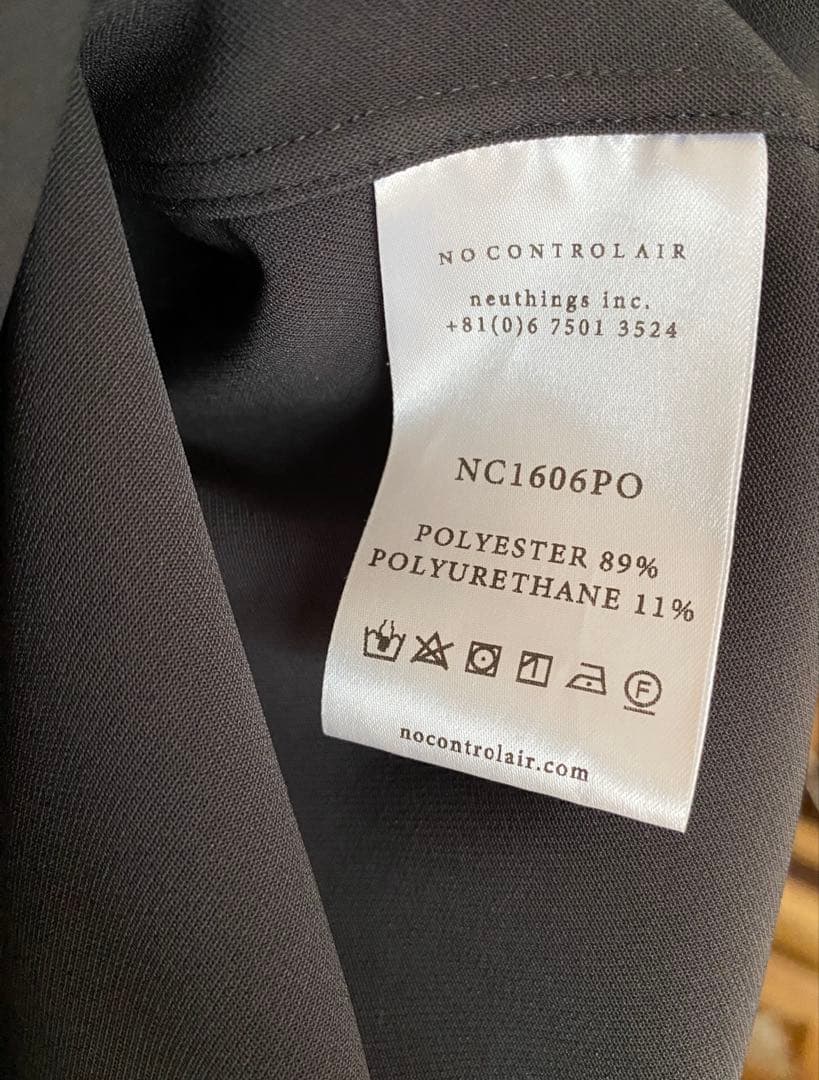 NO CONTROL AIR
neuthings inc.
+81(0)6 7501 3524
NC1606PO
POLYESTER 89%
POLYURETHANE 11%
F
nocontrolair.com